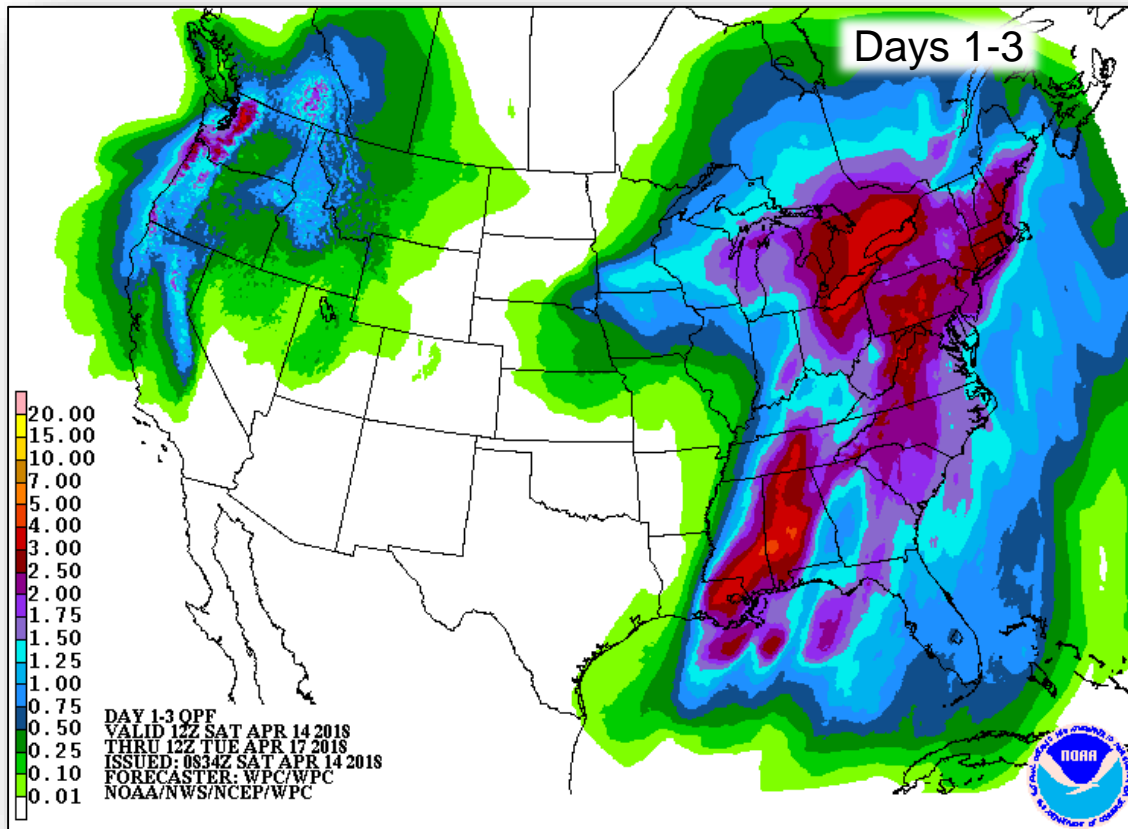 Days 1-3
20.00
15.00
10.00
7.00
5.00
4.00
3.00
2.50
2.00
1.75
1.50
1.25
1.00
0.75
0.50
0.25
0.10
0.01
DAY 1-3 QPF
VALID 12Z SAT APR 14 2018
THRU 12Z TUE APR 17 2018
ISSUED: 0834Z SAT APR 14 2018
FORECASTER: WPC/WPC
NOAA/NWS/NCEP/WPC
NOAA